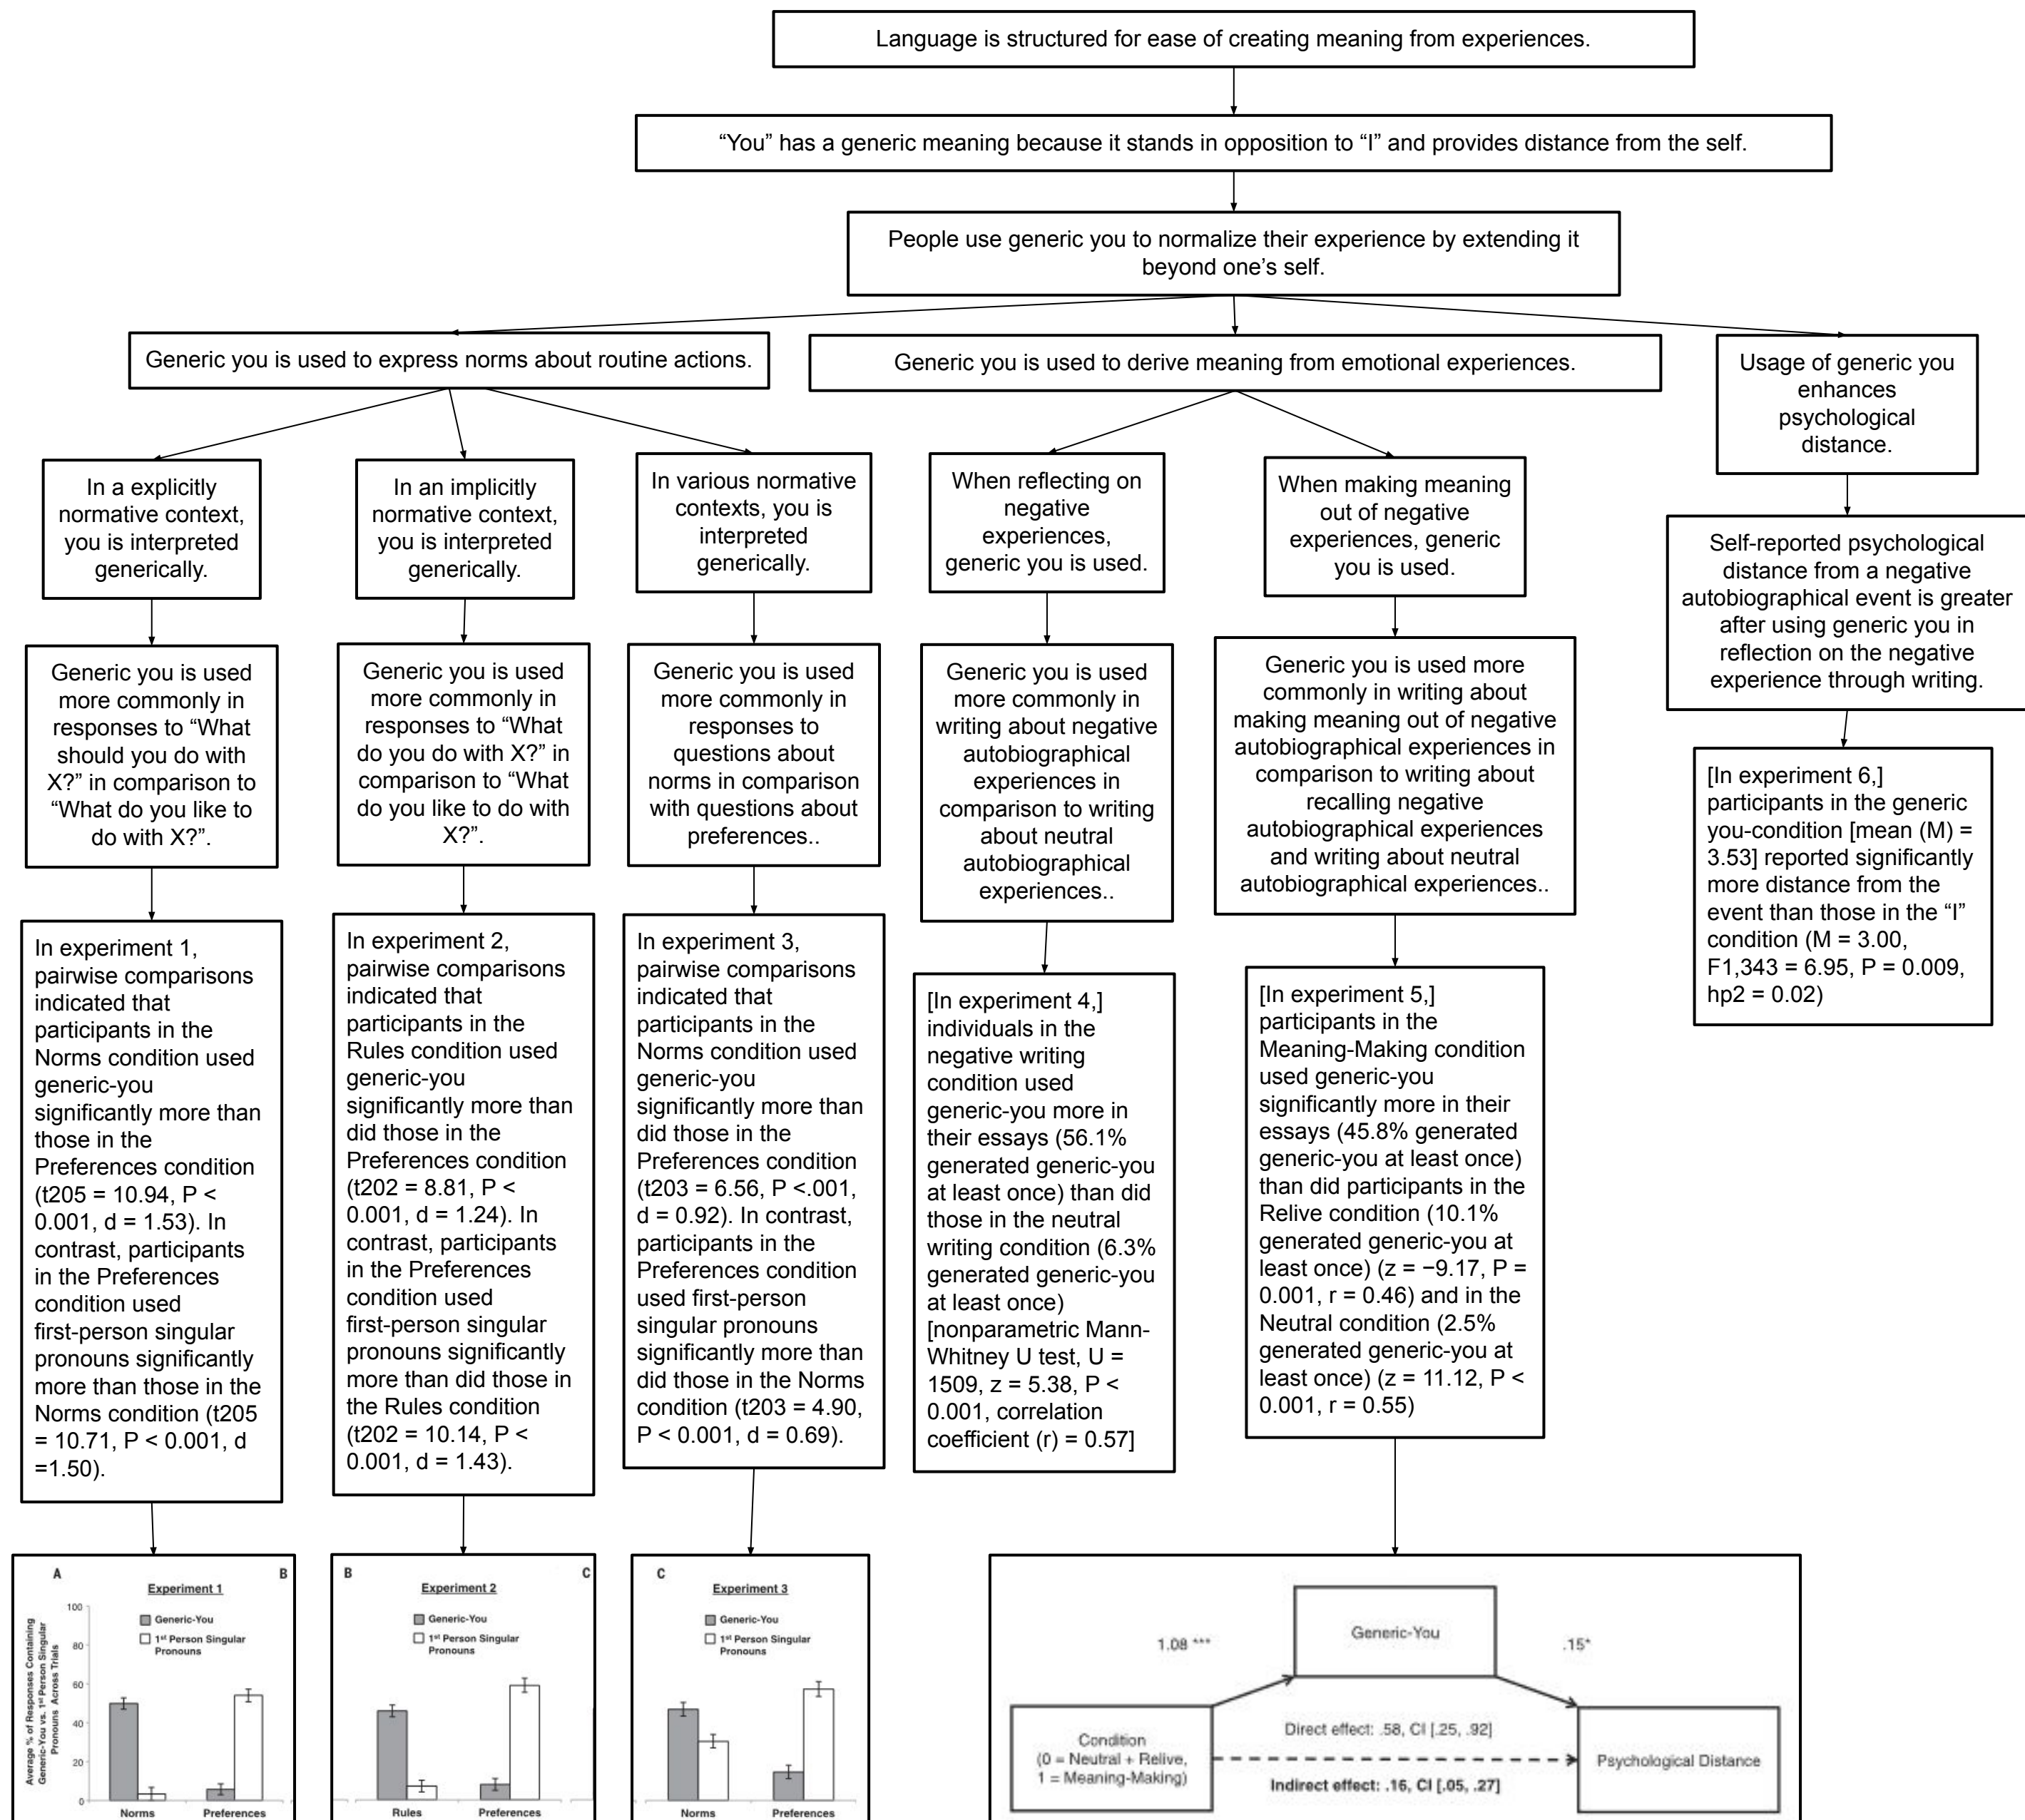 Language is structured for ease of creating meaning from experiences.
“You” has a generic meaning because it stands in opposition to “I” and provides distance from the self.
People use generic you to normalize their experience by extending it
beyond one’s self.
Generic you is used to express norms about routine actions.
Generic you is used to derive meaning from emotional experiences.
Usage of generic you
enhances
psychological
distance.
In a explicitly
normative context,
you is interpreted
generically.
In an implicitly
normative context,
you is interpreted
generically.
In various normative
contexts, you is
interpreted
generically.
When reflecting on
negative
experiences,
generic you is used.
When making meaning
out of negative
experiences, generic
you is used.
Self-reported psychological
distance from a negative
autobiographical event is greater
after using generic you in
reflection on the negative
experience through writing.
Generic you is used
more commonly in
responses to “What
should you do with
X?” in comparison to
“What do you like to
do with X?”.
Generic you is used
more commonly in
responses to “What
do you do with X?” in
comparison to “What
do you like to do with
X?”.
Generic you is used
more commonly in
responses to
questions about
norms in comparison
with questions about
preferences..
Generic you is used
more commonly in
writing about negative
autobiographical
experiences in
comparison to writing
about neutral
autobiographical
experiences..
Generic you is used more
commonly in writing about
making meaning out of negative
autobiographical experiences in
comparison to writing about
recalling negative
autobiographical experiences
and writing about neutral
autobiographical experiences..
[In experiment 6,]
participants in the generic
you-condition [mean (M) =
3.53] reported significantly
more distance from the
event than those in the “I”
condition (M = 3.00,
F1,343 = 6.95, P = 0.009,
hp2 = 0.02)
In experiment 1,
pairwise comparisons
indicated that
participants in the
Norms condition used
generic-you
significantly more than
those in the
Preferences condition
(t205 = 10.94, P <
0.001, d = 1.53). In
contrast, participants
in the Preferences
condition used
first-person singular
pronouns significantly
more than those in the
Norms condition (t205
= 10.71, P < 0.001, d
=1.50).
In experiment 2,
pairwise comparisons
indicated that
participants in the
Rules condition used
generic-you
significantly more than
did those in the
Preferences condition
(t202 = 8.81, P <
0.001, d = 1.24). In
contrast, participants
in the Preferences
condition used
first-person singular
pronouns significantly
more than did those in
the Rules condition
(t202 = 10.14, P <
0.001, d = 1.43).
In experiment 3,
pairwise comparisons
indicated that
participants in the
Norms condition used
generic-you
significantly more than
did those in the
Preferences condition
(t203 = 6.56, P <.001,
d = 0.92). In contrast,
participants in the
Preferences condition
used first-person
singular pronouns
significantly more than
did those in the Norms
condition (t203 = 4.90,
P < 0.001, d = 0.69).
[In experiment 4,]
individuals in the
negative writing
condition used
generic-you more in
their essays (56.1%
generated generic-you
at least once) than did
those in the neutral
writing condition (6.3%
generated generic-you
at least once)
[nonparametric Mann-
Whitney U test, U =
1509, z = 5.38, P <
0.001, correlation
coefficient (r) = 0.57]
[In experiment 5,]
participants in the
Meaning-Making condition
used generic-you
significantly more in their
essays (45.8% generated
generic-you at least once)
than did participants in the
Relive condition (10.1%
generated generic-you at
least once) (z = −9.17, P =
0.001, r = 0.46) and in the
Neutral condition (2.5%
generated generic-you at
least once) (z = 11.12, P <
0.001, r = 0.55)
A
B
Experiment 1
Generic-You
1st Person Singular
Pronouns
Average % of Responses Containing
Generic-You vs. 1st Person Singular
Pronouns Across Trials
100
80
60
40
20
0
Norms Preferences
B
C
Experiment 2
Generic-You
1st Person Singular
Pronouns
Rules Preferences
C
Experiment 3
Generic-You
1st Person Singular
Pronouns
Norms Preferences
Generic-You
1.08 ***
.15*
Condition
(0 = Neutral + Relive,
1 = Meaning-Making)
Direct effect: .58, CI [.25, .92]
Indirect effect: .16, CI [.05, .27]
Psychological Distance